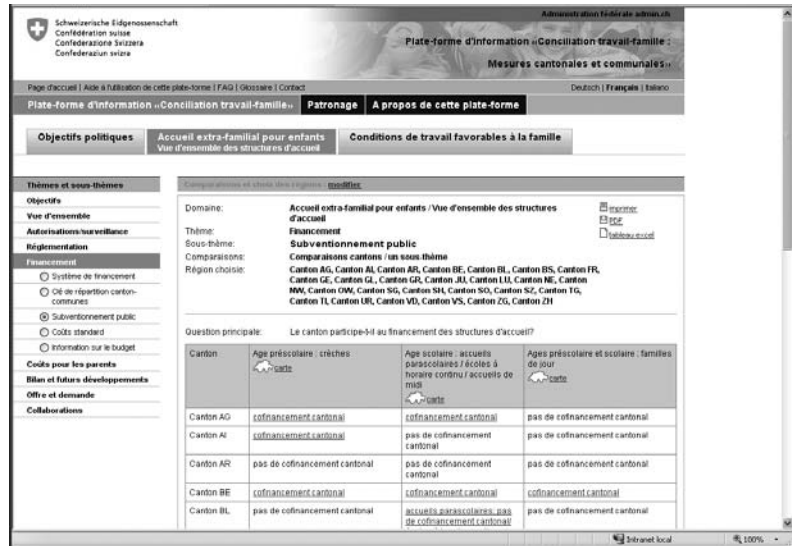 Administration fédérale admin.ch
Schweizerische Eidgenossenschaft
Confédération suisse
Confederazione Svizzera
Confederaziun svizra
Plate-forme d'information «Conciliation travail-famille :
Mesures cantonales et communales»
Page d'accueil | Aide à l'utilisation de cette plate-forme | FAQ | Glossaire | Contact
Deutsch | Français | Italiano
Plate-forme d'information «Conciliation travail-famille» Patronage A propos de cette plate-forme
Objectifs politiques
Accueil extra-familial pour enfants
Vue d'ensemble des structures d'accueil
Conditions de travail favorables à la famille
Thèmes et sous-thèmes
Objectifs
Vue d'ensemble
Autorisations/surveillance
Réglementation
Financement
Système de financement
Clé de répartition canton-
communes
Subventionnement public
Coûts standard
Information sur le budget
Coûts pour les parents
Bilan et futurs développements
Offre et demande
Collaborations
Comparaisons et choix des régions : modifier
Domaine: Accueil extra-familial pour enfants / Vue d'ensemble des structures
d'accueil
Thème: Financement
Sous-thème: Subventionnement public
Comparaisons: Comparaisons cantons / un sous-thème
Région choisie: Canton AG, Canton AI, Canton AR, Canton BE, Canton BL, Canton BS, Canton FR,
Canton GE, Canton GL, Canton GR, Canton JU, Canton LU, Canton NE, Canton
NW, Canton OW, Canton SG, Canton SH, Canton SO, Canton SZ, Canton TG,
Canton TI, Canton UR, Canton VD, Canton VS, Canton ZG, Canton ZH
imprimer
PDF
tableau excel
Question principale: Le canton participe-t-il au financement des structures d'accueil?
Canton
Age préscolaire : crèches
carte
Age scolaire : accueils
parascolaires / écoles à
horaire continu / accueils de
midi
carte
Ages préscolaire et scolaire : familles
de jour
carte
Canton AG cofinancement cantonal cofinancement cantonal pas de cofinancement cantonal
Canton AI cofinancement cantonal pas de cofinancement
cantonal pas de cofinancement cantonal
Canton AR pas de cofinancement cantonal pas de cofinancement
cantonal pas de cofinancement cantonal
Canton BE cofinancement cantonal cofinancement cantonal cofinancement cantonal
Canton BL pas de cofinancement cantonal accueils parascolaires: pas
de cofinancement cantonal/ pas de cofinancement cantonal
Intranet local
100%